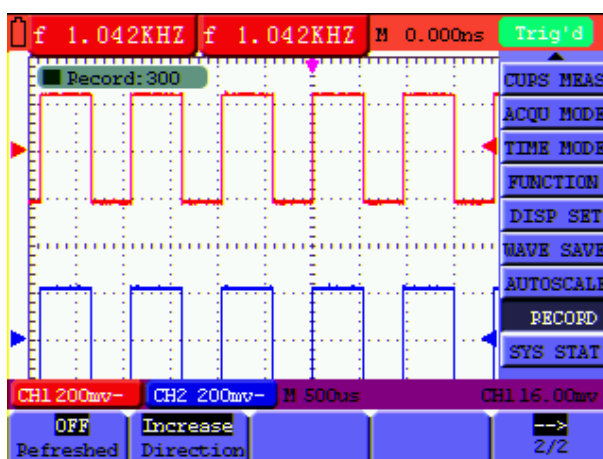 f 1.042KHZ f 1.042KHZ M 0.000ns Trig'd
Record:300
CURS MEAS
ACQU MODE
TIME MODE
FUNCTION
DISP SET
WAVE SAVE
AUTOSCALE
RECORD
SYS STAT
CH1 200mv~ CH2 200mv~ M 500us CH1 16.00mv
OFF Increase -->
Refreshed Direction 2/2